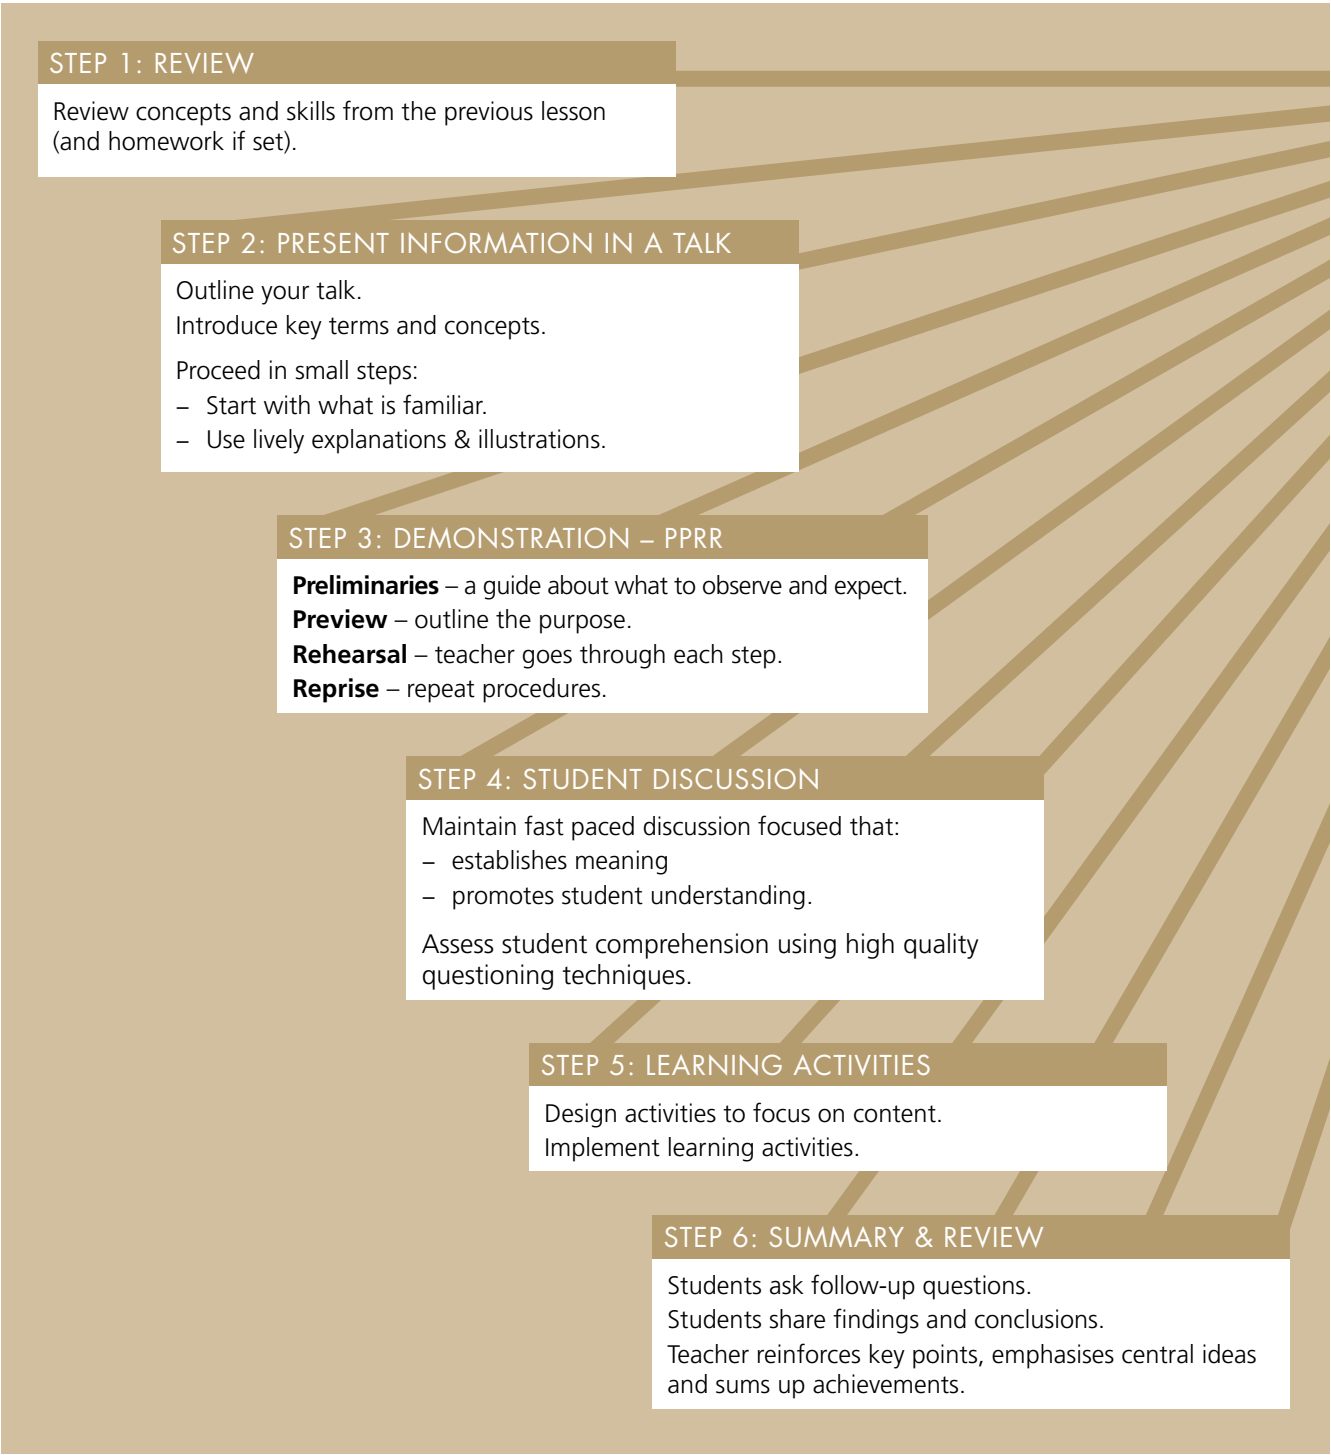 STEP 1: REVIEW
Review concepts and skills from the previous lesson
(and homework if set).
STEP 2: PRESENT INFORMATION IN A TALK
Outline your talk.
Introduce key terms and concepts.
Proceed in small steps:
– Start with what is familiar.
– Use lively explanations & illustrations.
STEP 3: DEMONSTRATION – PPRR
Preliminaries – a guide about what to observe and expect.
Preview – outline the purpose.
Rehearsal – teacher goes through each step.
Reprise – repeat procedures.
STEP 4: STUDENT DISCUSSION
Maintain fast paced discussion focused that:
– establishes meaning
– promotes student understanding.
Assess student comprehension using high quality
questioning techniques.
STEP 5: LEARNING ACTIVITIES
Design activities to focus on content.
Implement learning activities.
STEP 6: SUMMARY & REVIEW
Students ask follow-up questions.
Students share findings and conclusions.
Teacher reinforces key points, emphasises central ideas
and sums up achievements.